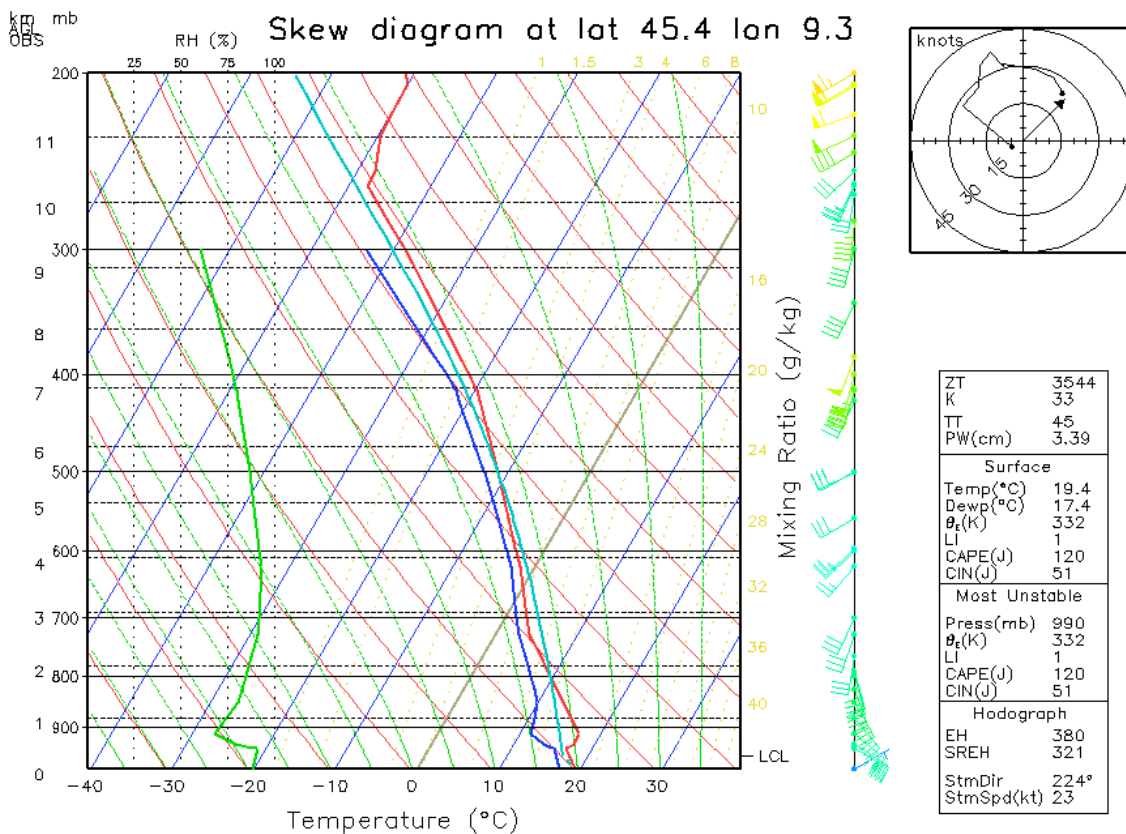 km mb
AGL
OBS
RH (%)
Skew diagram at lat 45.4 lon 9.3
25 50 75 100
1 1.5 3 4 6 8
200
10
11
10
300
9
16
8
400
20
7
6
24
500
5
28
600
4
32
3 700
36
2
800
40
1
900
LCL
0
-40 -30 -20 -10 0 10 20 30
Temperature (°C)
Mixing Ratio (g/kg)
knots
15
30
45
ZT 3544
K 33
TT 45
PW(cm) 3.39
Surface
Temp(°C) 19.4
Dewp(°C) 17.4
θE(K) 332
LI 1
CAPE(J) 120
CIN(J) 51
Most Unstable
Press(mb) 990
θE(K) 332
LI 1
CAPE(J) 120
CIN(J) 51
Hodograph
EH 380
SREH 321
StmDir 224°
StmSpd(kt) 23